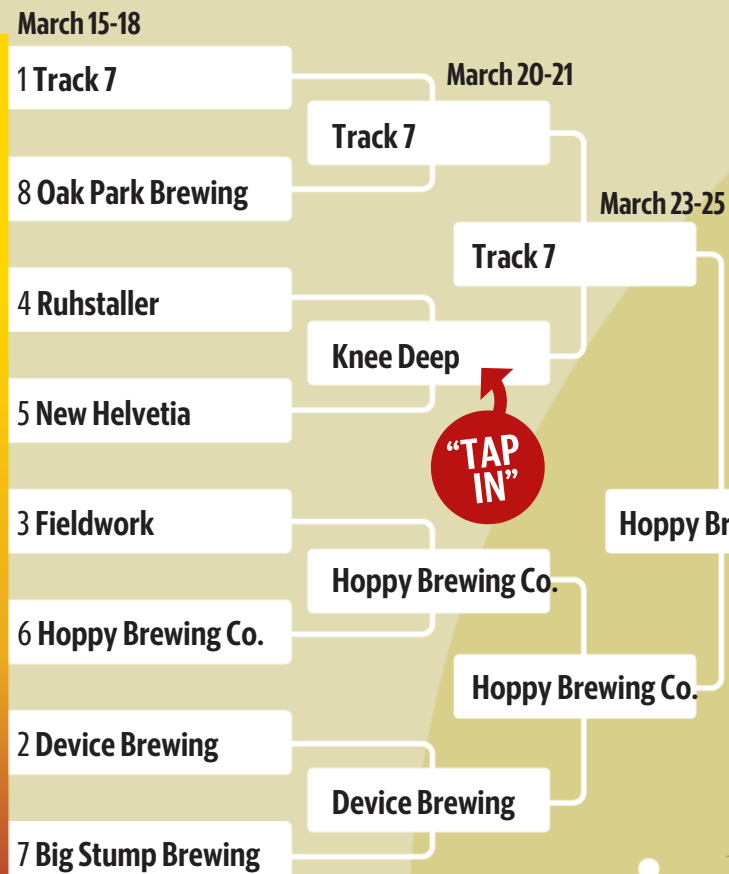 March 15-18
1 Track 7
March 20-21
Track 7
8 Oak Park Brewing
March 23-25
Track 7
4 Ruhstaller
Knee Deep
5 New Helvetia
“TAP
IN”
3 Fieldwork
Hoppy
Hoppy Brewing Co.
6 Hoppy Brewing Co.
Hoppy Brewing Co.
2 Device Brewing
Device Brewing
7 Big Stump Brewing